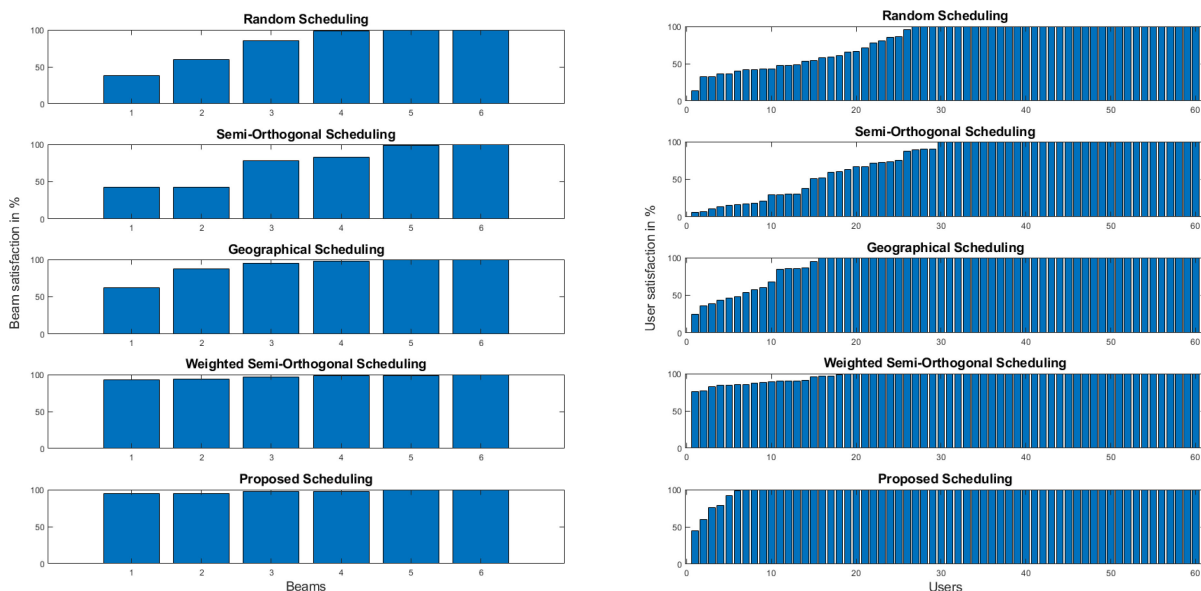 Random Scheduling
100
50
0
1 2 3 4 5 6
Semi-Orthogonal Scheduling
100
50
0
1 2 3 4 5 6
Geographical Scheduling
100
50
0
1 2 3 4 5 6
Weighted Semi-Orthogonal Scheduling
100
50
0
1 2 3 4 5 6
Proposed Scheduling
100
50
0
1 2 3 4 5 6
Beams
Beam satisfaction in %
Random Scheduling
100
50
0
0 10 20 30 40 50 60
Semi-Orthogonal Scheduling
100
50
0
0 10 20 30 40 50 60
Geographical Scheduling
100
50
0
0 10 20 30 40 50 60
Weighted Semi-Orthogonal Scheduling
100
50
0
0 10 20 30 40 50 60
Proposed Scheduling
100
50
0
0 10 20 30 40 50 60
Users
User satisfaction in %